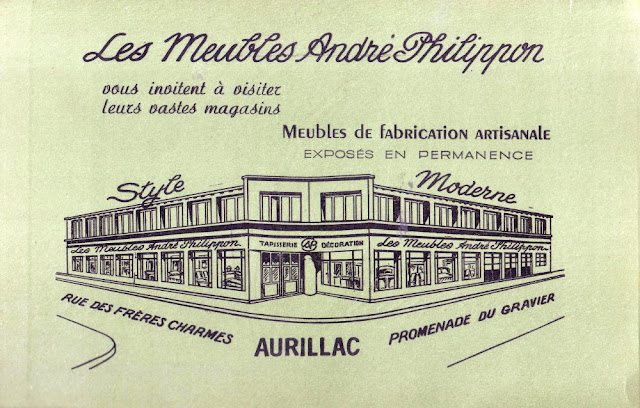 Les Meubles André Philippon
vous invitent à visiter
leurs vastes magasins
Meubles de fabrication artisanale
EXPOSÉS EN PERMANENCE
Style
Moderne
Les Meubles André Philippon
TAPISSERIE AP DÉCORATION
Les Meubles André Philippon
RUE DES FRÈRES CHARMES
AURILLAC
PROMENADE DU GRAVIER